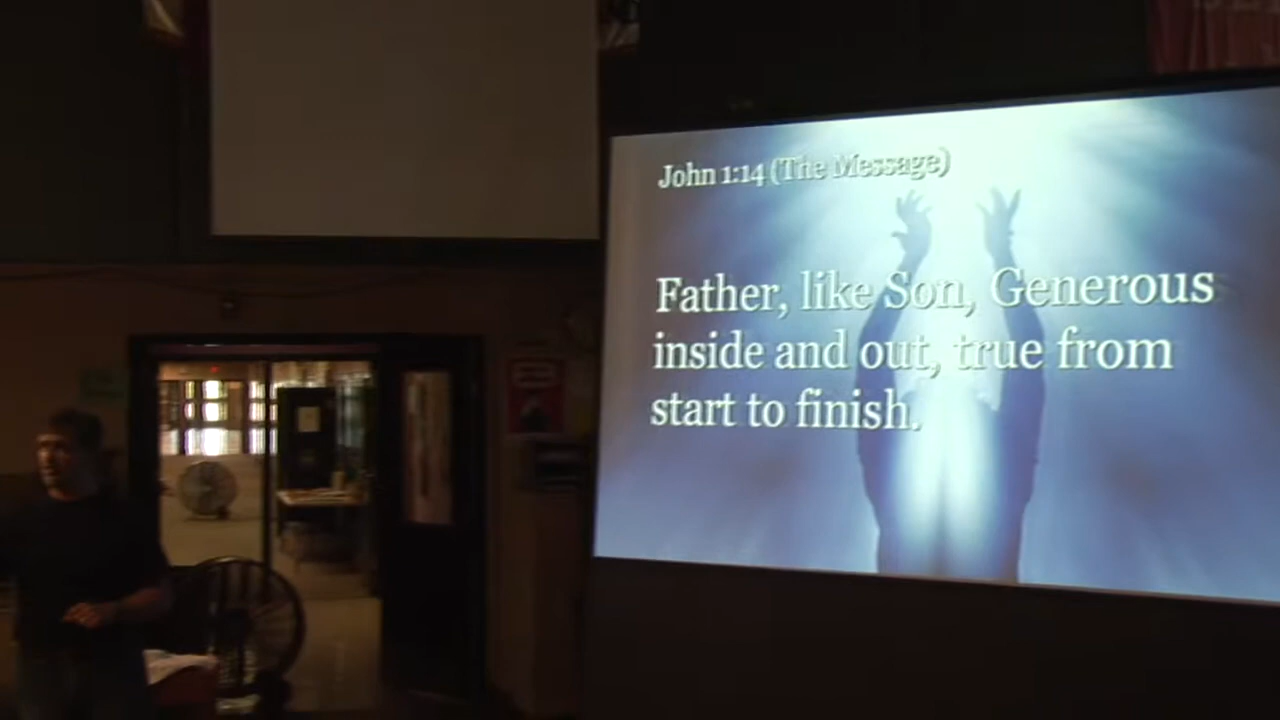 John 1:14 (The Message)
Father, like Son, Generous
inside and out, true from
start to finish.